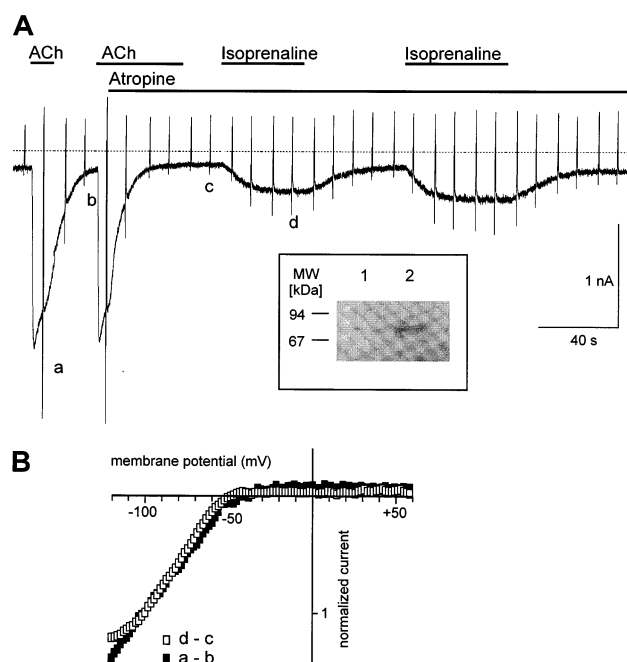 A
ACh ACh Isoprenaline Isoprenaline
Atropine
b
c
d
a
MW 1 2
[kDa]
94
67
1 nA
40 s
B
membrane potential (mV)
-100 -50 +50
normalized current
1
d - c
a - b